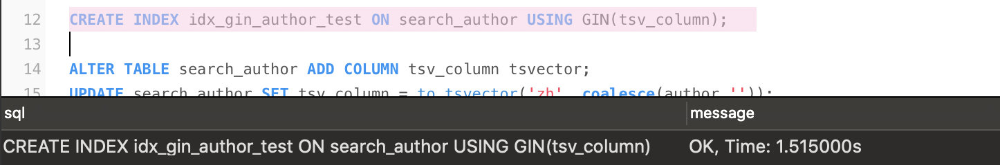 12 CREATE INDEX idx_gin_author_test ON search_author USING GIN(tsv_column);
13
14 ALTER TABLE search_author ADD COLUMN tsv_column tsvector;
15 UPDATE search_author SET tsv_column = to_tsvector('zh', coalesce(author,''));
sql message
CREATE INDEX idx_gin_author_test ON search_author USING GIN(tsv_column) OK, Time: 1.515000s